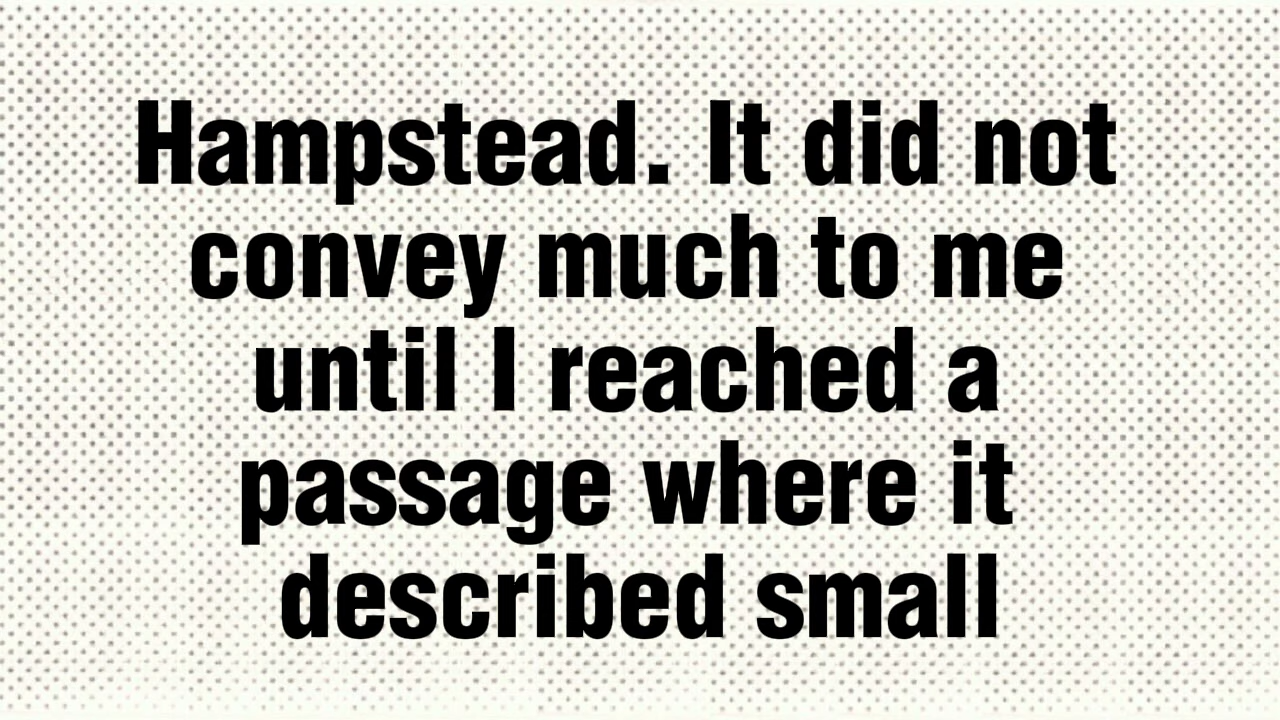 Hampstead. It did not
convey much to me
until I reached a
passage where it
described small